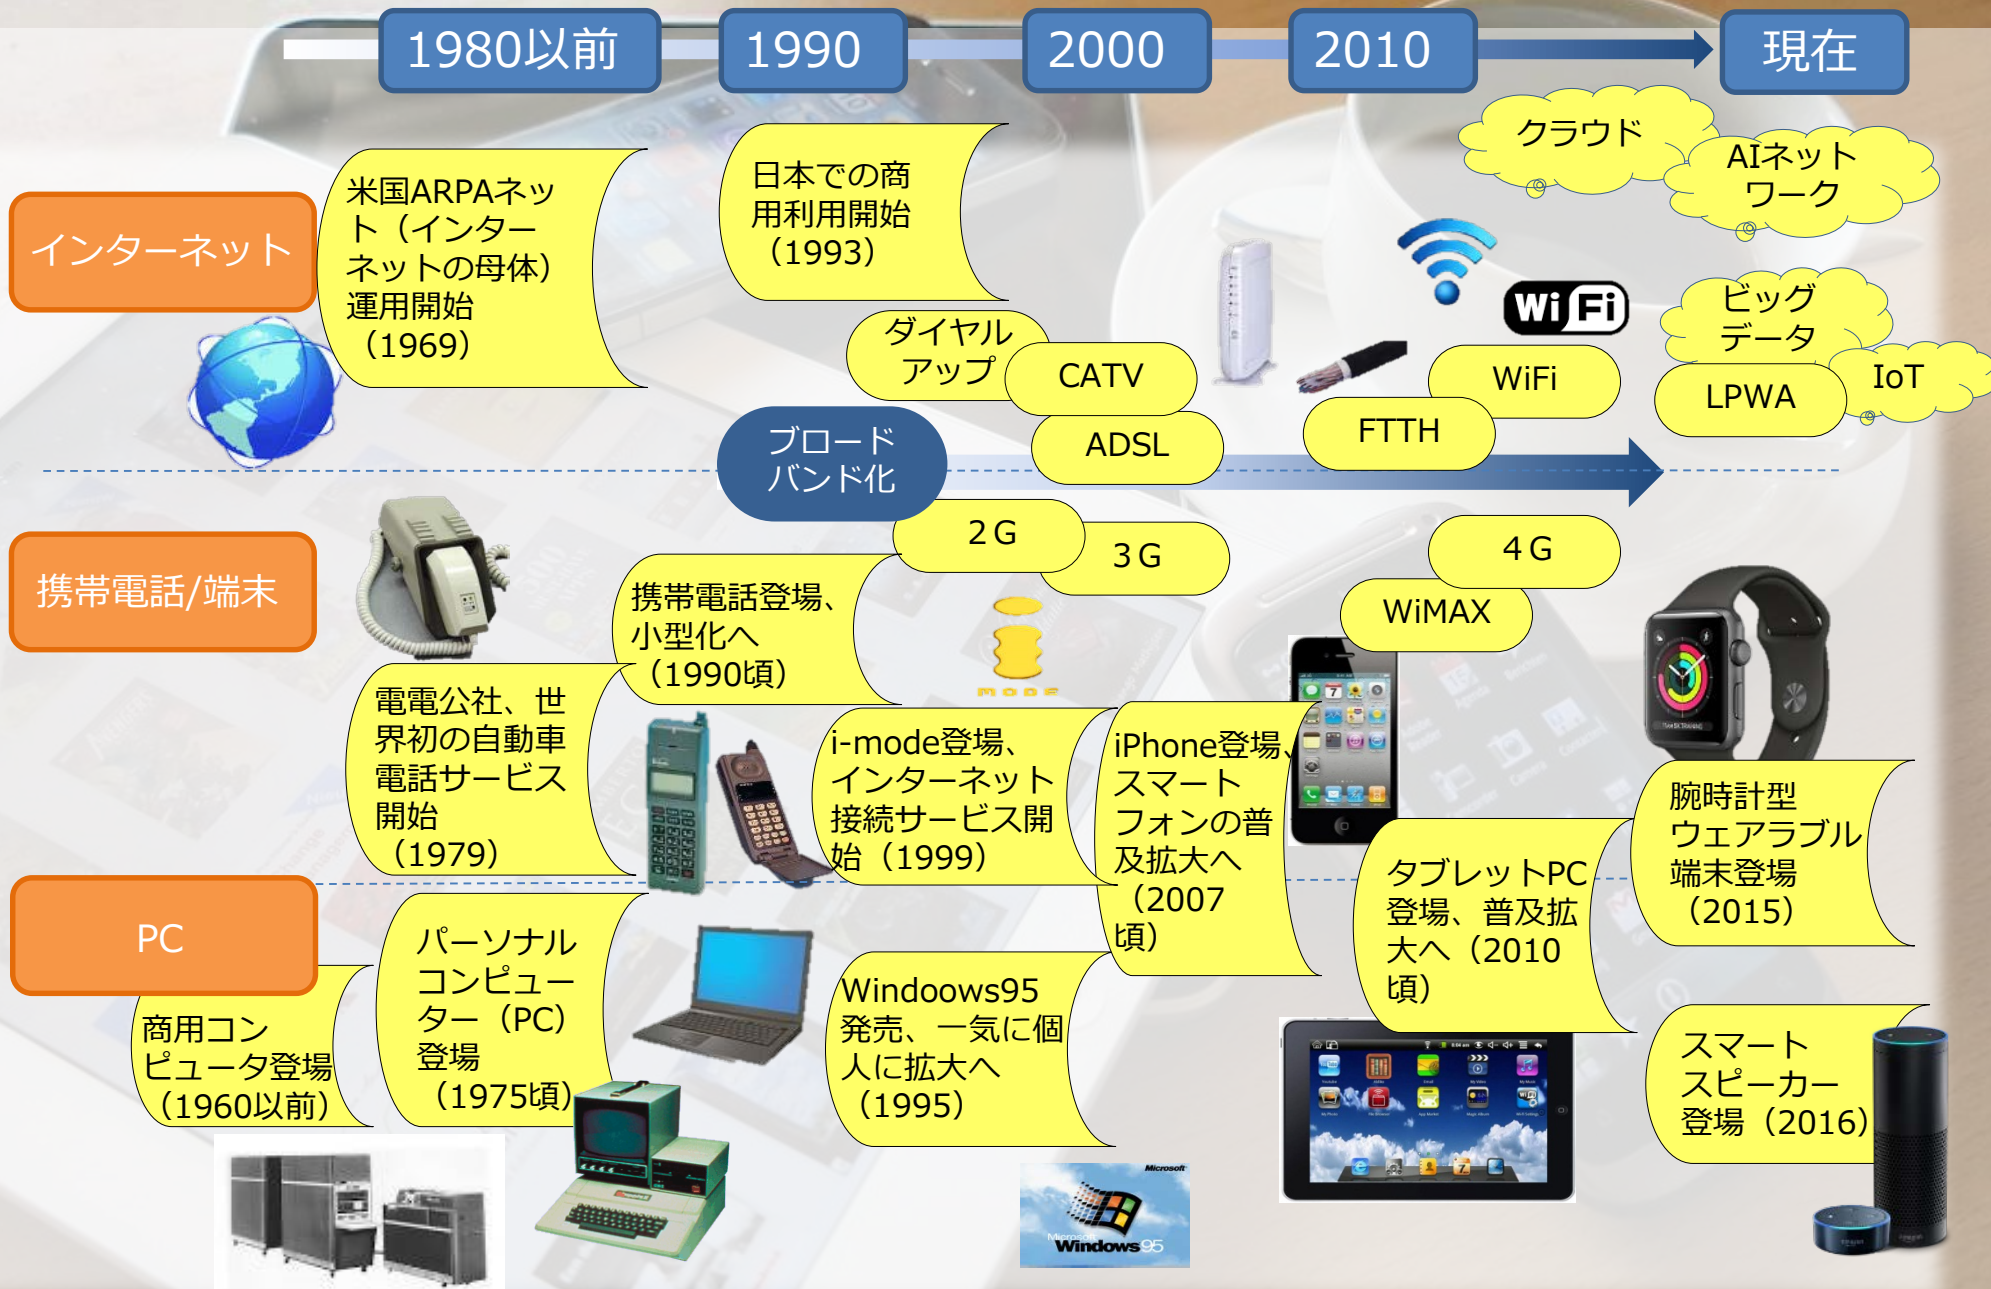 1980以前
1990
2000
2010
現在
クラウド
AIネット
ワーク
インターネット
米国ARPAネッ
ト（インター
ネットの母体）
運用開始
（1969）
日本での商
用利用開始
（1993）
WiFi
ビッグ
データ
IoT
LPWA
ダイヤル
アップ
CATV
ADSL
WiFi
FTTH
ブロード
バンド化
２G
３G
４G
WiMAX
携帯電話/端末
携帯電話登場、
小型化へ
（1990頃）
MODE
電電公社、世
界初の自動車
電話サービス
開始
（1979）
i-mode登場、
インターネット
接続サービス開
始（1999）
iPhone登場、
スマート
フォンの普
及拡大へ
（2007
頃）
タブレットPC
登場、普及拡
大へ（2010
頃）
腕時計型
ウェアラブル
端末登場
（2015）
PC
商用コン
ピュータ登場
（1960以前）
パーソナル
コンピュー
ター（PC）
登場
（1975頃）
Windoows95
発売、一気に個
人に拡大へ
（1995）
Microsoft
Microsoft
Windows95
スマート
スピーカー
登場（2016）